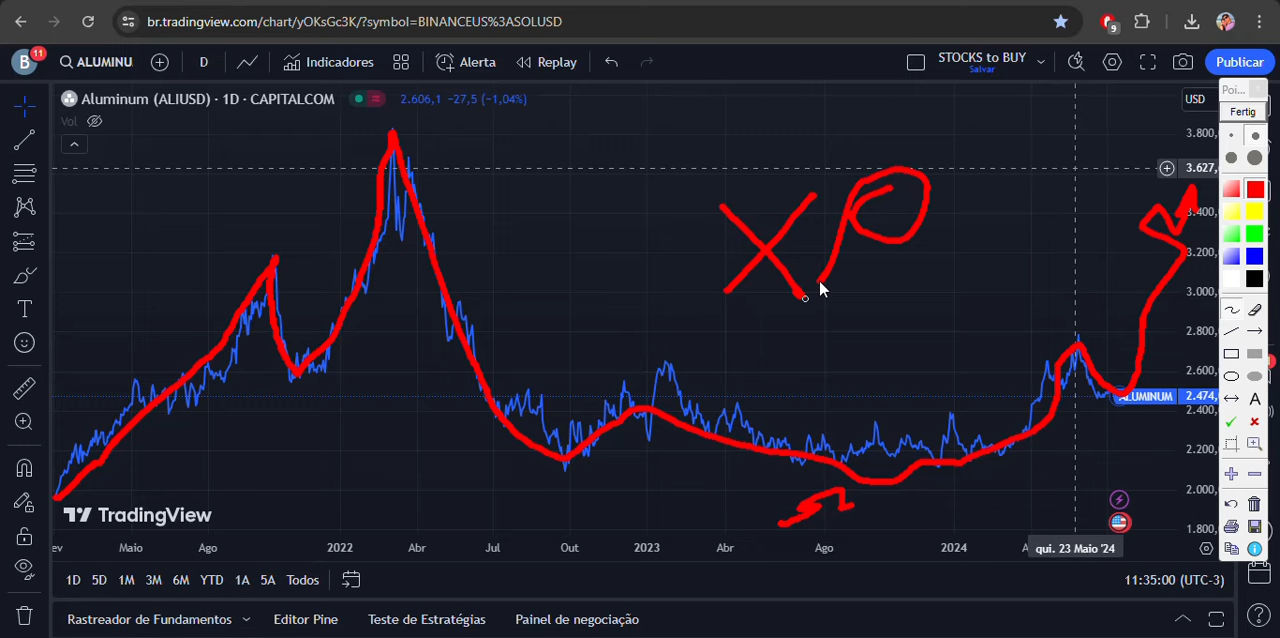 br.tradingview.com/chart/yOKsGc3K/?symbol=BINANCEUS%3ASOLUSD
9
B 11 ALUMINU D Indicadores Alerta Replay STOCKS to BUY Salvar Publicar
Aluminum (ALIUSD) · 1D · CAPITALCOM 2.606,1 −27,5 (−1,04%) USD
Vol
Fertig
3.800,
3.627,
3.400,
3.200,
3.000,
2.800,
2.600,
ALUMINUM 2.474,
2.400,
2.200,
2.000,
1.800,
X P
TradingView
ev Maio Ago 2022 Abr Jul Out 2023 Abr Ago 2024 qui. 23 Maio '24
1D 5D 1M 3M 6M YTD 1A 5A Todos 11:35:00 (UTC-3)
Rastreador de Fundamentos Editor Pine Teste de Estratégias Painel de negociação